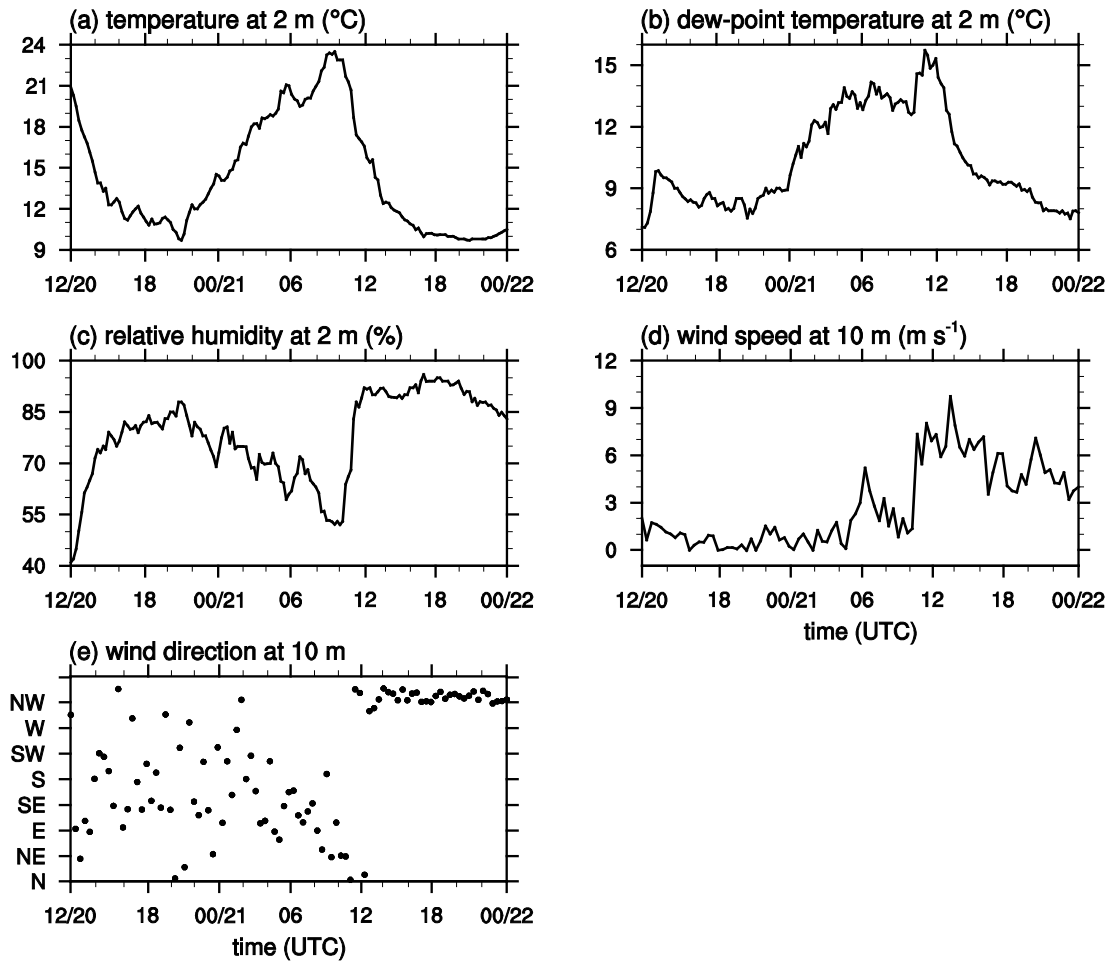 (a) temperature at 2 m (°C)
24
21
18
15
12
9
12/20 18 00/21 06 12 18 00/22
(b) dew-point temperature at 2 m (°C)
15
12
9
6
12/20 18 00/21 06 12 18 00/22
(c) relative humidity at 2 m (%)
100
85
70
55
40
12/20 18 00/21 06 12 18 00/22
(d) wind speed at 10 m (m s⁻¹)
12
9
6
3
0
12/20 18 00/21 06 12 18 00/22
time (UTC)
(e) wind direction at 10 m
NW
W
SW
S
SE
E
NE
N
12/20 18 00/21 06 12 18 00/22
time (UTC)